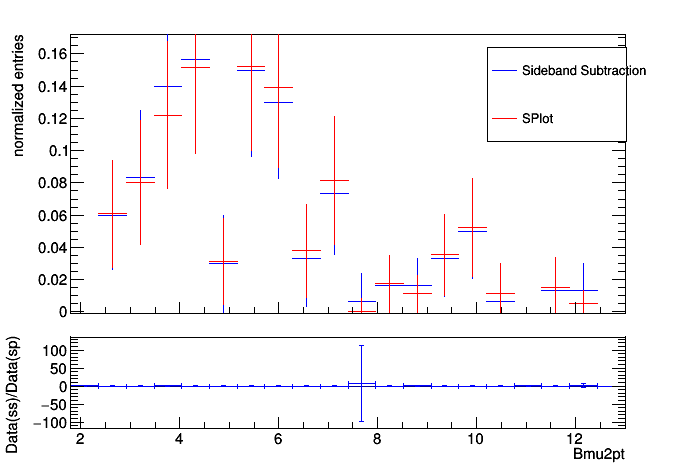 normalized entries
0.16
0.14
0.12
0.1
0.08
0.06
0.04
0.02
0
Sideband Subtraction
SPlot
Data(ss)/Data(sp)
100
50
0
−50
−100
2 4 6 8 10 12
Bmu2pt